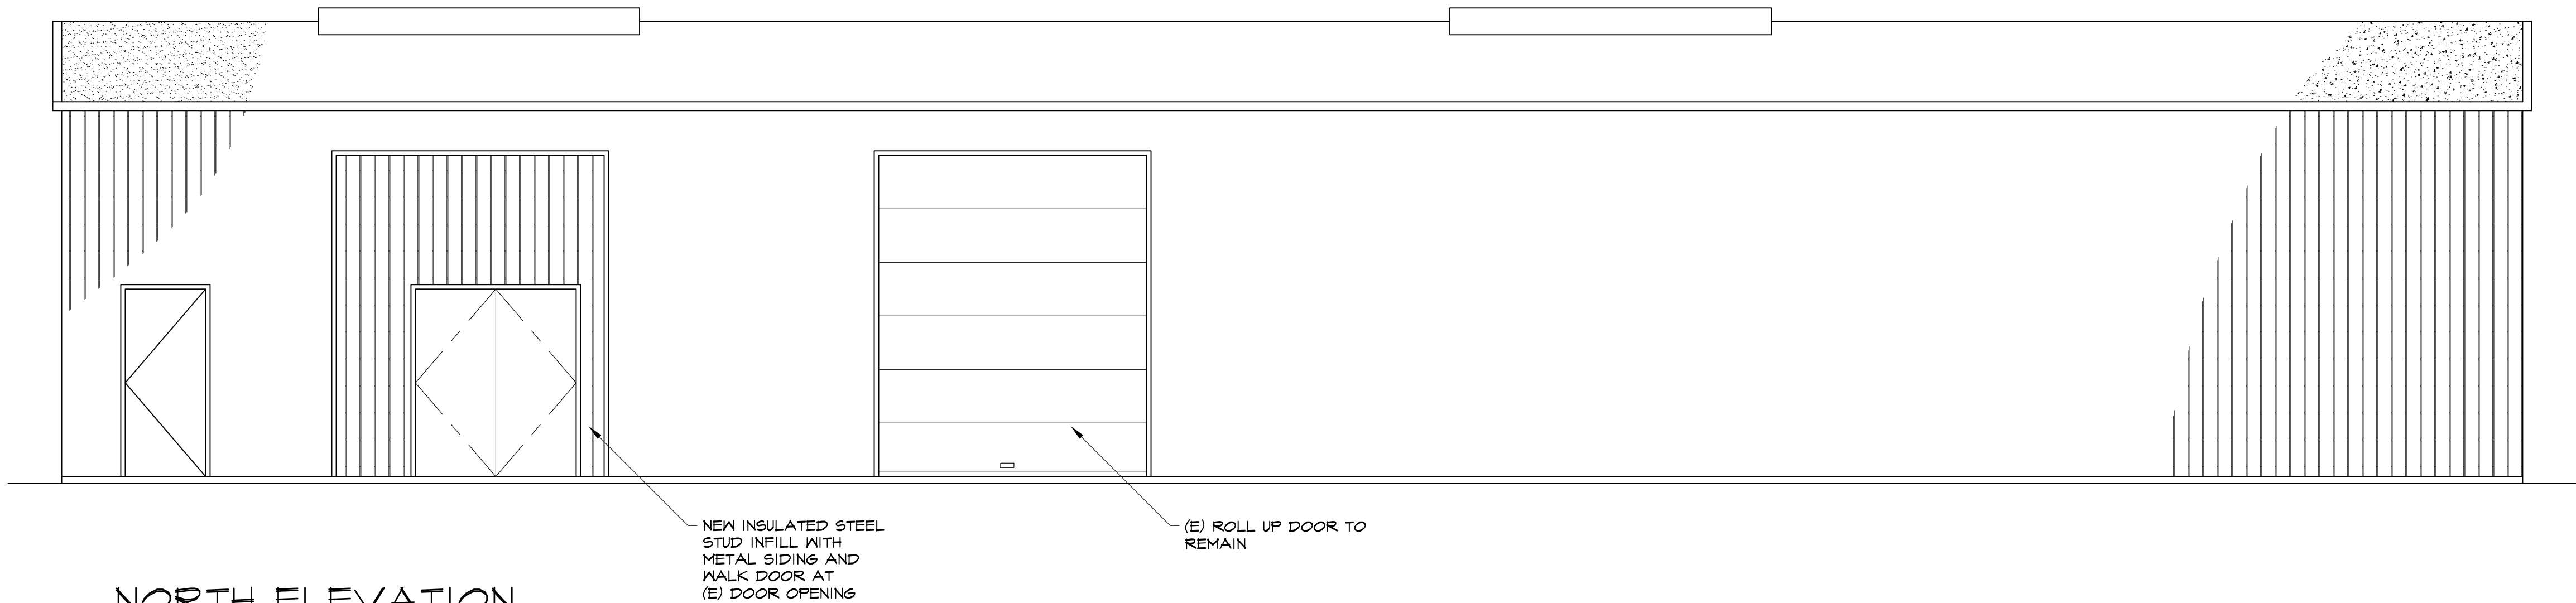 NEW INSULATED STEEL
STUD INFILL WITH
METAL SIDING AND
WALK DOOR AT
(E) DOOR OPENING
(E) ROLL UP DOOR TO
REMAIN
NORTH ELEVATION